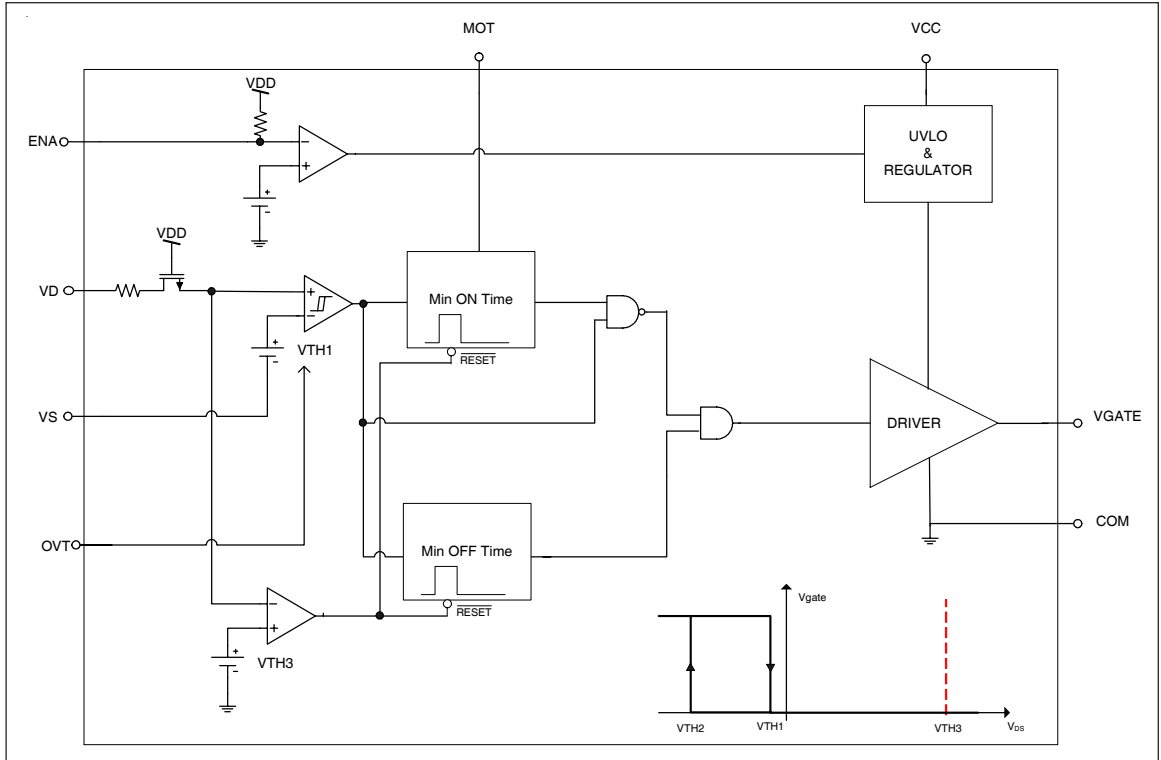 MOT
VCC
VDD
ENA
-
+
+
-
UVLO
&
REGULATOR
VDD
VD
+
-
Min ON Time
VTH1
+
-
RESET
VS
DRIVER
VGATE
COM
OVT
Min OFF Time
RESET
-
+
VTH3
+
-
Vgate
VTH2
VTH1
VTH3
VDS